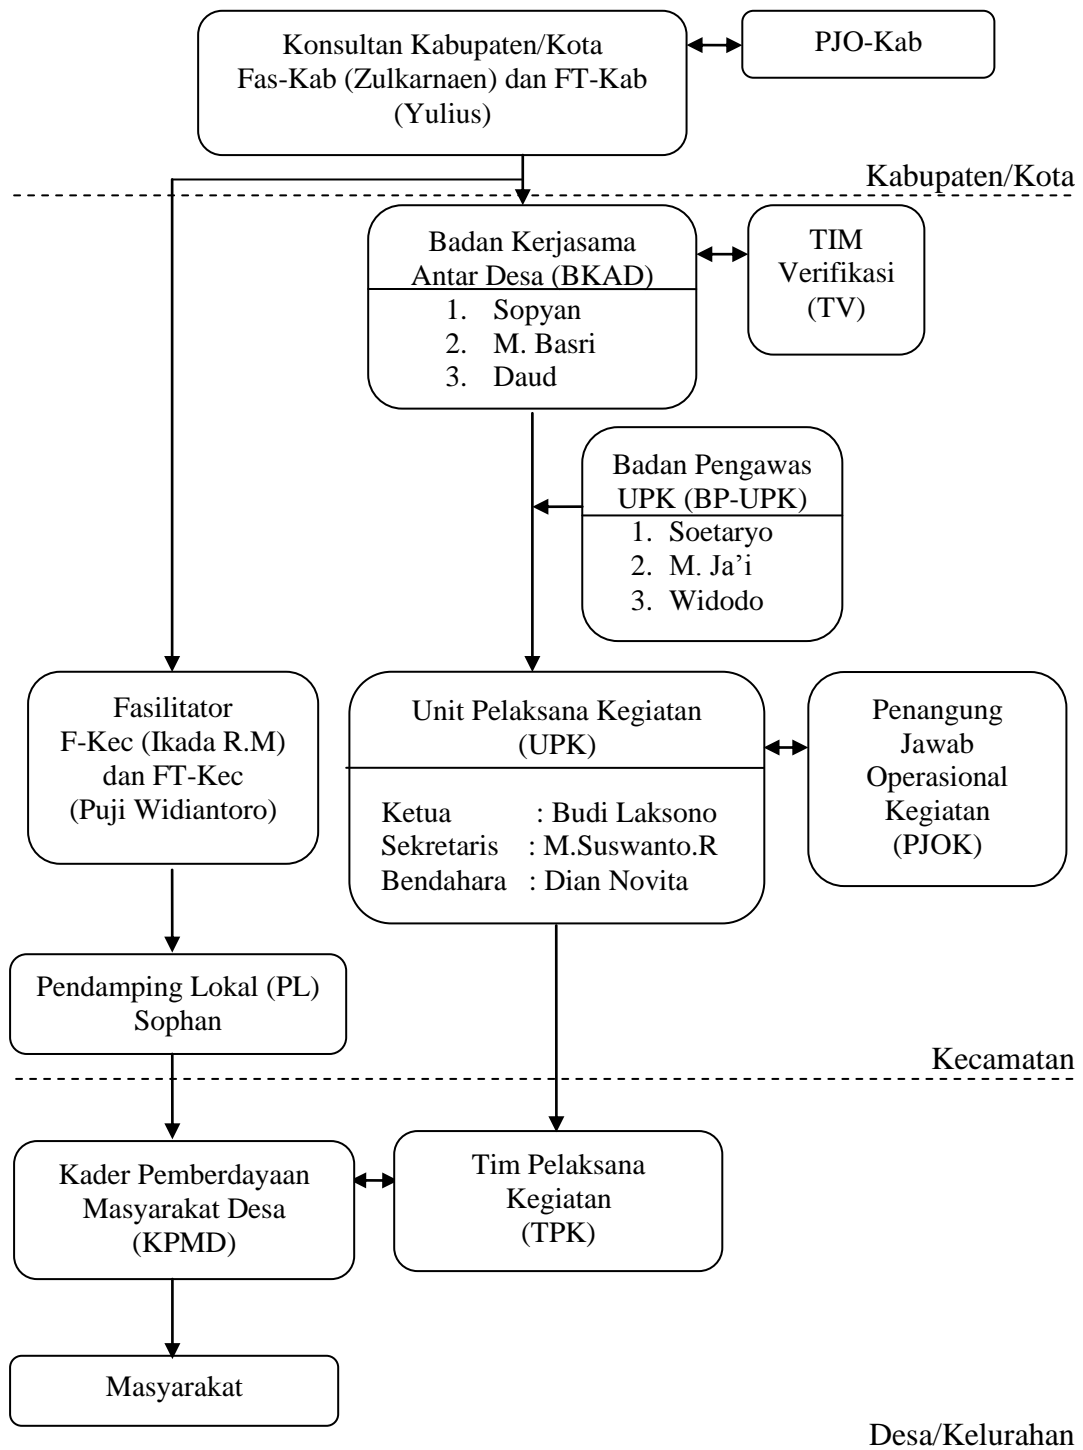 Konsultan Kabupaten/Kota
Fas-Kab (Zulkarnaen) dan FT-Kab
(Yulius)
PJO-Kab
Kabupaten/Kota
Badan Kerjasama
Antar Desa (BKAD)
1. Sopyan
2. M. Basri
3. Daud
TIM
Verifikasi
(TV)
Badan Pengawas
UPK (BP-UPK)
1. Soetaryo
2. M. Ja’i
3. Widodo
Fasilitator
F-Kec (Ikada R.M)
dan FT-Kec
(Puji Widiantoro)
Unit Pelaksana Kegiatan
(UPK)
Ketua : Budi Laksono
Sekretaris : M.Suswanto.R
Bendahara : Dian Novita
Penangung
Jawab
Operasional
Kegiatan
(PJOK)
Pendamping Lokal (PL)
Sophan
Kecamatan
Kader Pemberdayaan
Masyarakat Desa
(KPMD)
Tim Pelaksana
Kegiatan
(TPK)
Masyarakat
Desa/Kelurahan